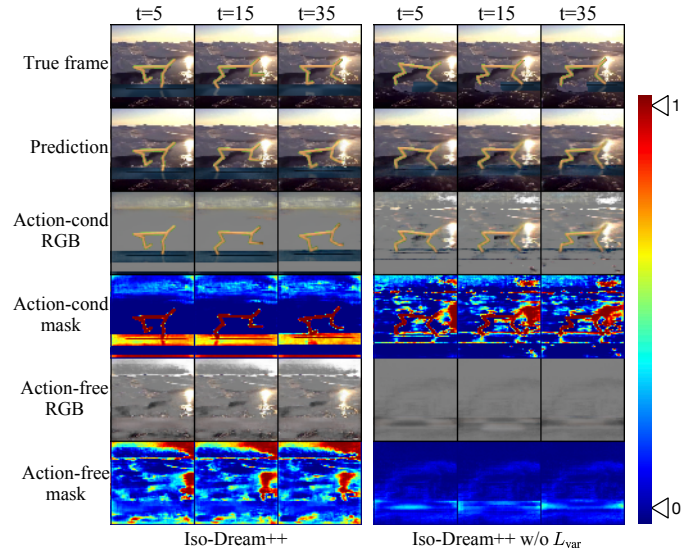 t=5 t=15 t=35 t=5 t=15 t=35
True frame
Prediction
Action-cond
RGB
Action-cond
mask
Action-free
RGB
Action-free
mask
1
0
Iso-Dream++ Iso-Dream++ w/o Lvar